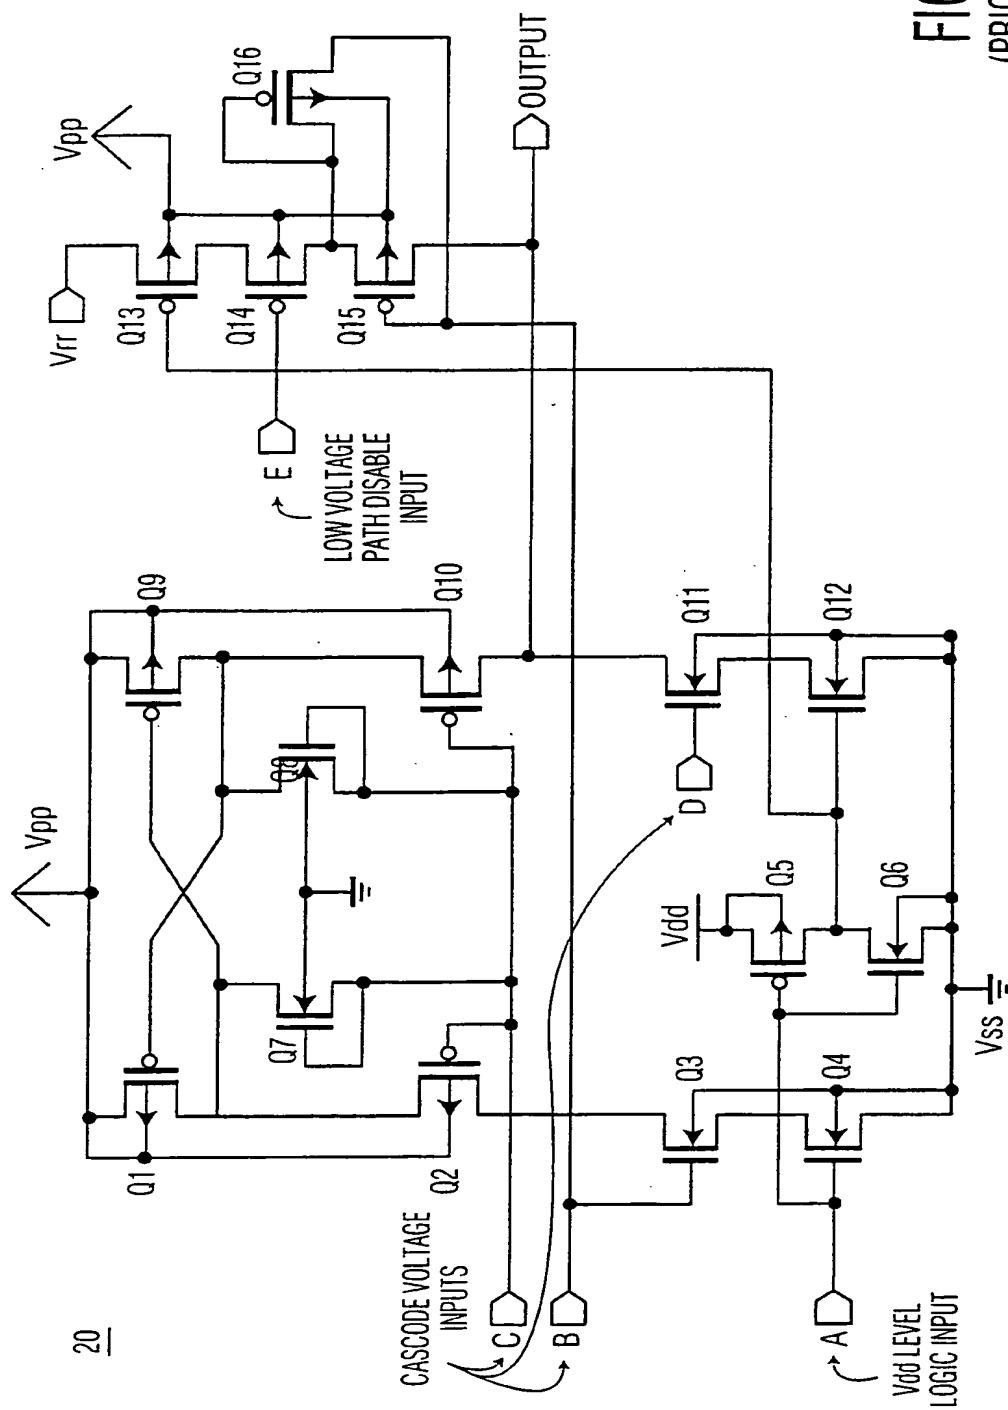 20
Vpp
Vrr
Vpp
Q1
Q9
Q13
Q16
Q7
Q8
E
Q14
LOW VOLTAGE
PATH DISABLE
INPUT
Q15
Q2
Q10
CASCODE VOLTAGE
INPUTS
C
B
OUTPUT
D
Q3
Q11
Vdd
Q5
Q4
Q12
A
Vdd LEVEL
LOGIC INPUT
Q6
Vss